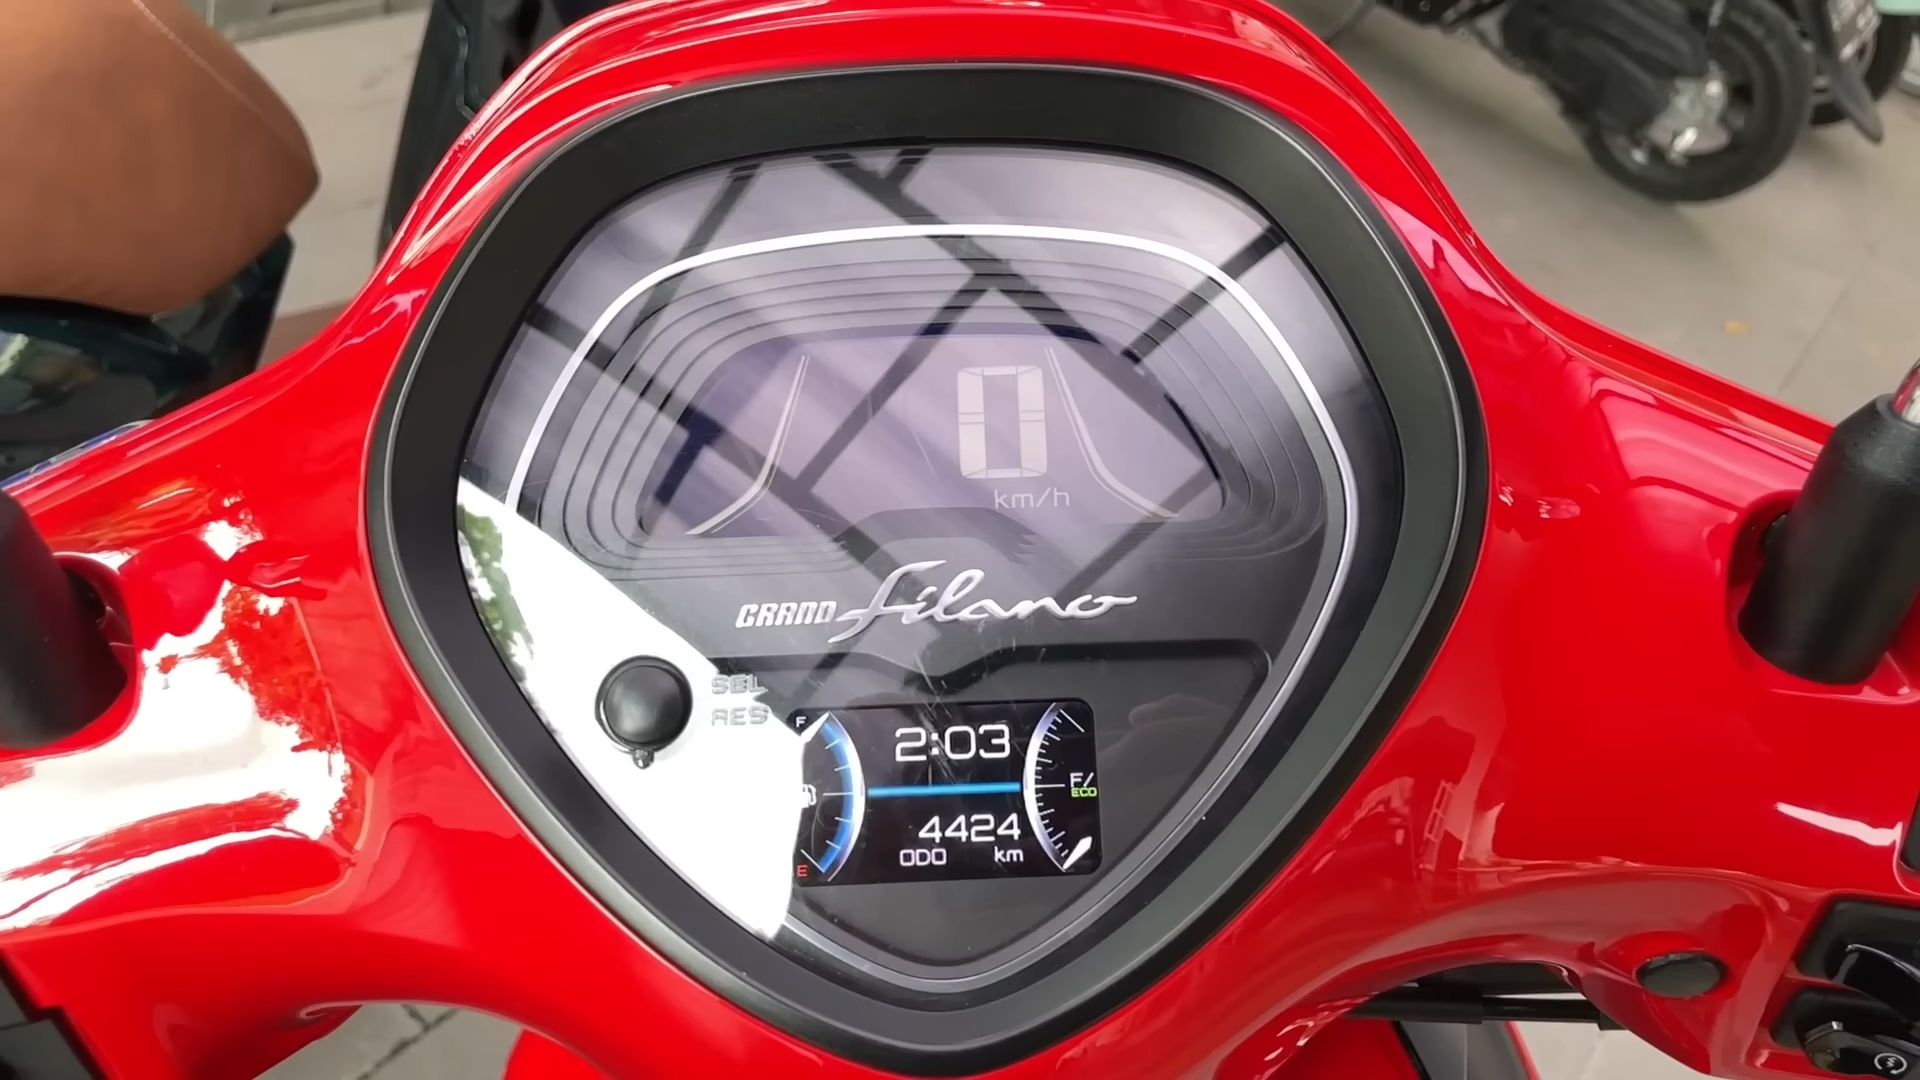 0
km/h
GRAND Filano
SEL
RES
F
2:03
F/
ECO
4424
ODO km
E